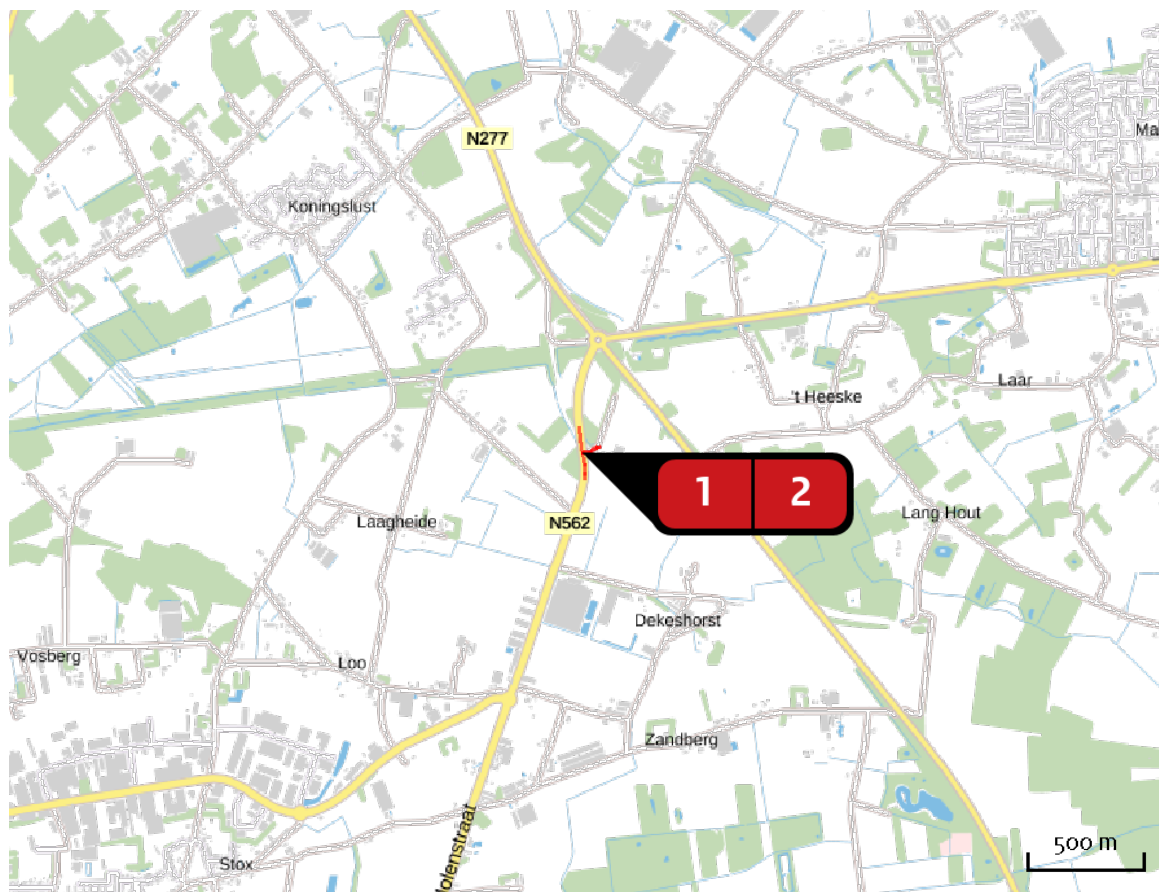 N277
Ma
Koningslust
Laar
't Heeske
1 2
Lang Hout
N562
Laagheide
Dekeshorst
Vosberg
Loo
Zandberg
olenstraat
500 m
Stox